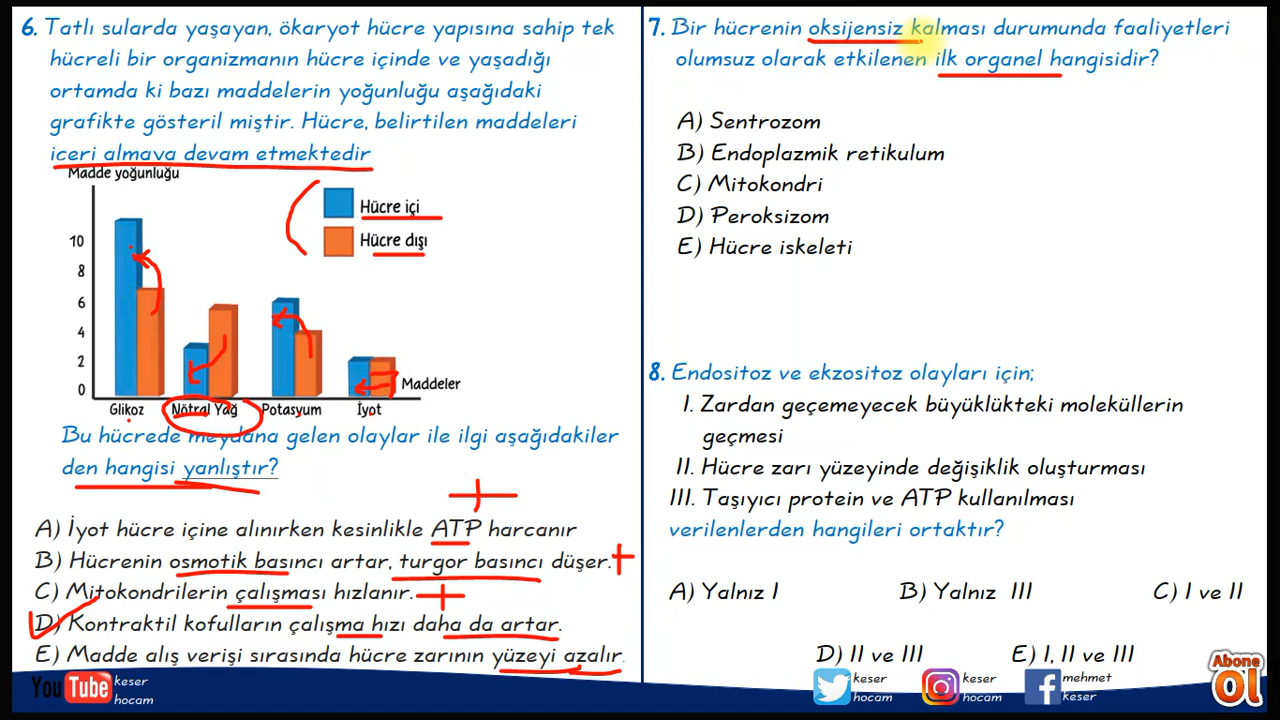 6. Tatlı sularda yaşayan, ökaryot hücre yapısına sahip tek
hücreli bir organizmanın hücre içinde ve yaşadığı
ortamda ki bazı maddelerin yoğunluğu aşağıdaki
grafikte gösteril miştir. Hücre, belirtilen maddeleri
içeri almaya devam etmektedir
Madde yoğunluğu
Hücre içi
Hücre dışı
10
8
6
4
2
0
Maddeler
Glikoz Nötral Yağ Potasyum İyot
Bu hücrede meydana gelen olaylar ile ilgi aşağıdakiler
den hangisi yanlıştır?
A) İyot hücre içine alınırken kesinlikle ATP harcanır
B) Hücrenin osmotik basıncı artar, turgor basıncı düşer.
C) Mitokondrilerin çalışması hızlanır.
D) Kontraktil kofulların çalışma hızı daha da artar.
E) Madde alış verişi sırasında hücre zarının yüzeyi azalır.
7. Bir hücrenin oksijensiz kalması durumunda faaliyetleri
olumsuz olarak etkilenen ilk organel hangisidir?
A) Sentrozom
B) Endoplazmik retikulum
C) Mitokondri
D) Peroksizom
E) Hücre iskeleti
8. Endositoz ve ekzositoz olayları için;
I. Zardan geçemeyecek büyüklükteki moleküllerin
geçmesi
II. Hücre zarı yüzeyinde değişiklik oluşturması
III. Taşıyıcı protein ve ATP kullanılması
verilenlerden hangileri ortaktır?
A) Yalnız I B) Yalnız III C) I ve II
D) II ve III E) I, II ve III
YouTube keser
hocam
keser
hocam
keser
hocam
mehmet
keser
Abone
Ol